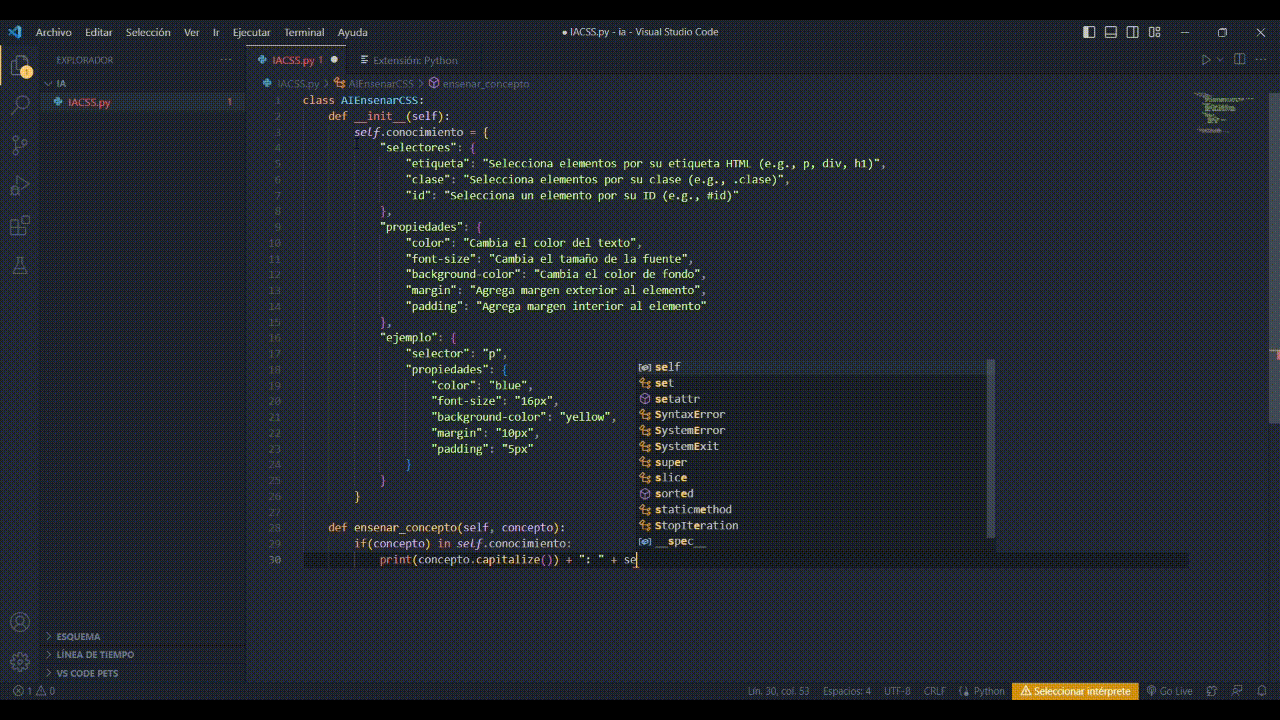 Archivo Editar Selección Ver Ir Ejecutar Terminal Ayuda
● IACSS.py - ia - Visual Studio Code
EXPLORADOR ···
IA
IACSS.py 1
IACSS.py 1 ●
Extensión: Python
IACSS.py > AIEnsenarCSS > ensenar_concepto
1 class AIEnsenarCSS:
2 def __init__(self):
3 self.conocimiento = {
4 "selectores": {
5 "etiqueta": "Selecciona elementos por su etiqueta HTML (e.g., p, div, h1)",
6 "clase": "Selecciona elementos por su clase (e.g., .clase)",
7 "id": "Selecciona un elemento por su ID (e.g., #id)"
8 },
9 "propiedades": {
10 "color": "Cambia el color del texto",
11 "font-size": "Cambia el tamaño de la fuente",
12 "background-color": "Cambia el color de fondo",
13 "margin": "Agrega margen exterior al elemento",
14 "padding": "Agrega margen interior al elemento"
15 },
16 "ejemplo": {
17 "selector": "p",
18 "propiedades": {
19 "color": "blue",
20 "font-size": "16px",
21 "background-color": "yellow",
22 "margin": "10px",
23 "padding": "5px"
24 }
25 }
26 }
27
28 def ensenar_concepto(self, concepto):
29 if(concepto) in self.conocimiento:
30 print(concepto.capitalize()) + ": " + se
self
set
setattr
SyntaxError
SystemError
SystemExit
super
slice
sorted
staticmethod
StopIteration
__spec__
ESQUEMA
LÍNEA DE TIEMPO
VS CODE PETS
1 0
Lín. 30, col. 53 Espacios: 4 UTF-8 CRLF Python Seleccionar intérprete Go Live